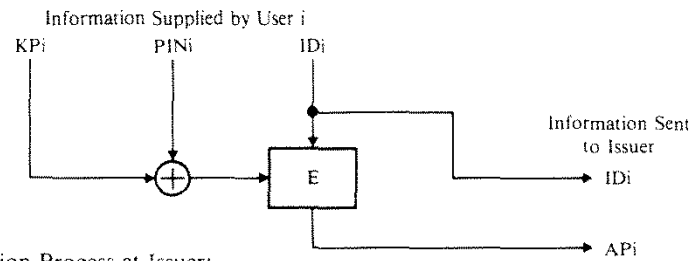 Information Supplied by User i
KPi PINi IDi
Information Sent
to Issuer
E
IDi
APi